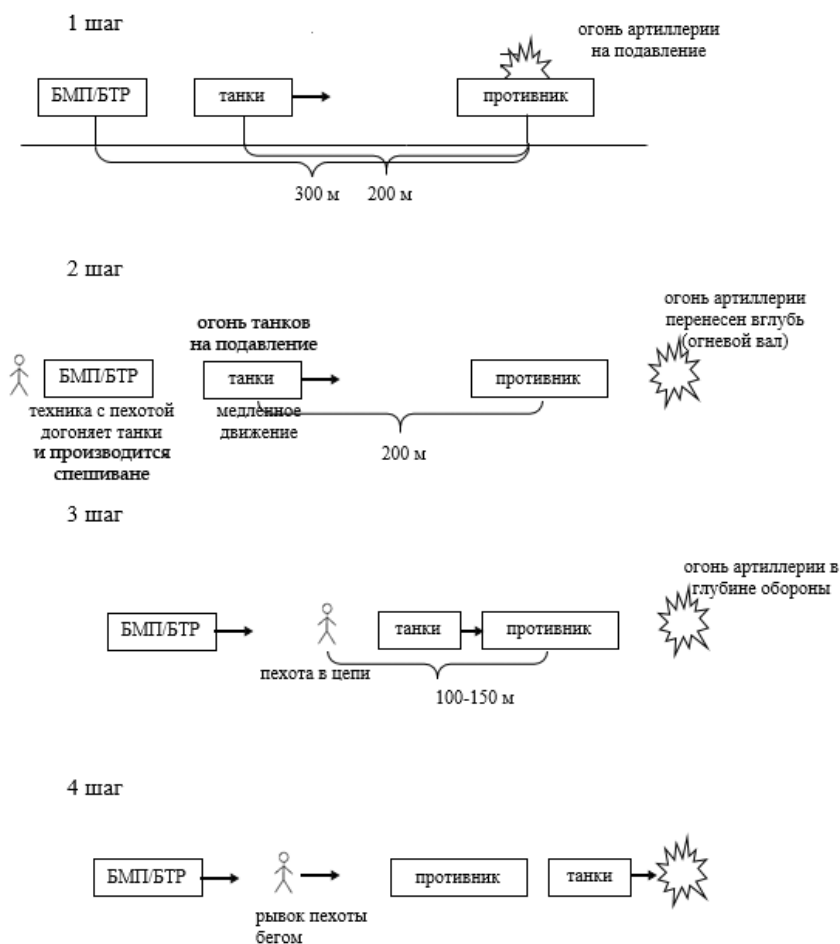 1 шаг
огонь артиллерии
на подавление
БМП/БТР
танки
противник
300 м
200 м
2 шаг
огонь артиллерии
перенесен вглубь
(огневой вал)
огонь танков
на подавление
БМП/БТР
танки
противник
техника с пехотой
догоняет танки
и производится
спешиване
медленное
движение
200 м
3 шаг
огонь артиллерии в
глубине обороны
БМП/БТР
танки
противник
пехота в цепи
100-150 м
4 шаг
БМП/БТР
противник
танки
рывок пехоты
бегом